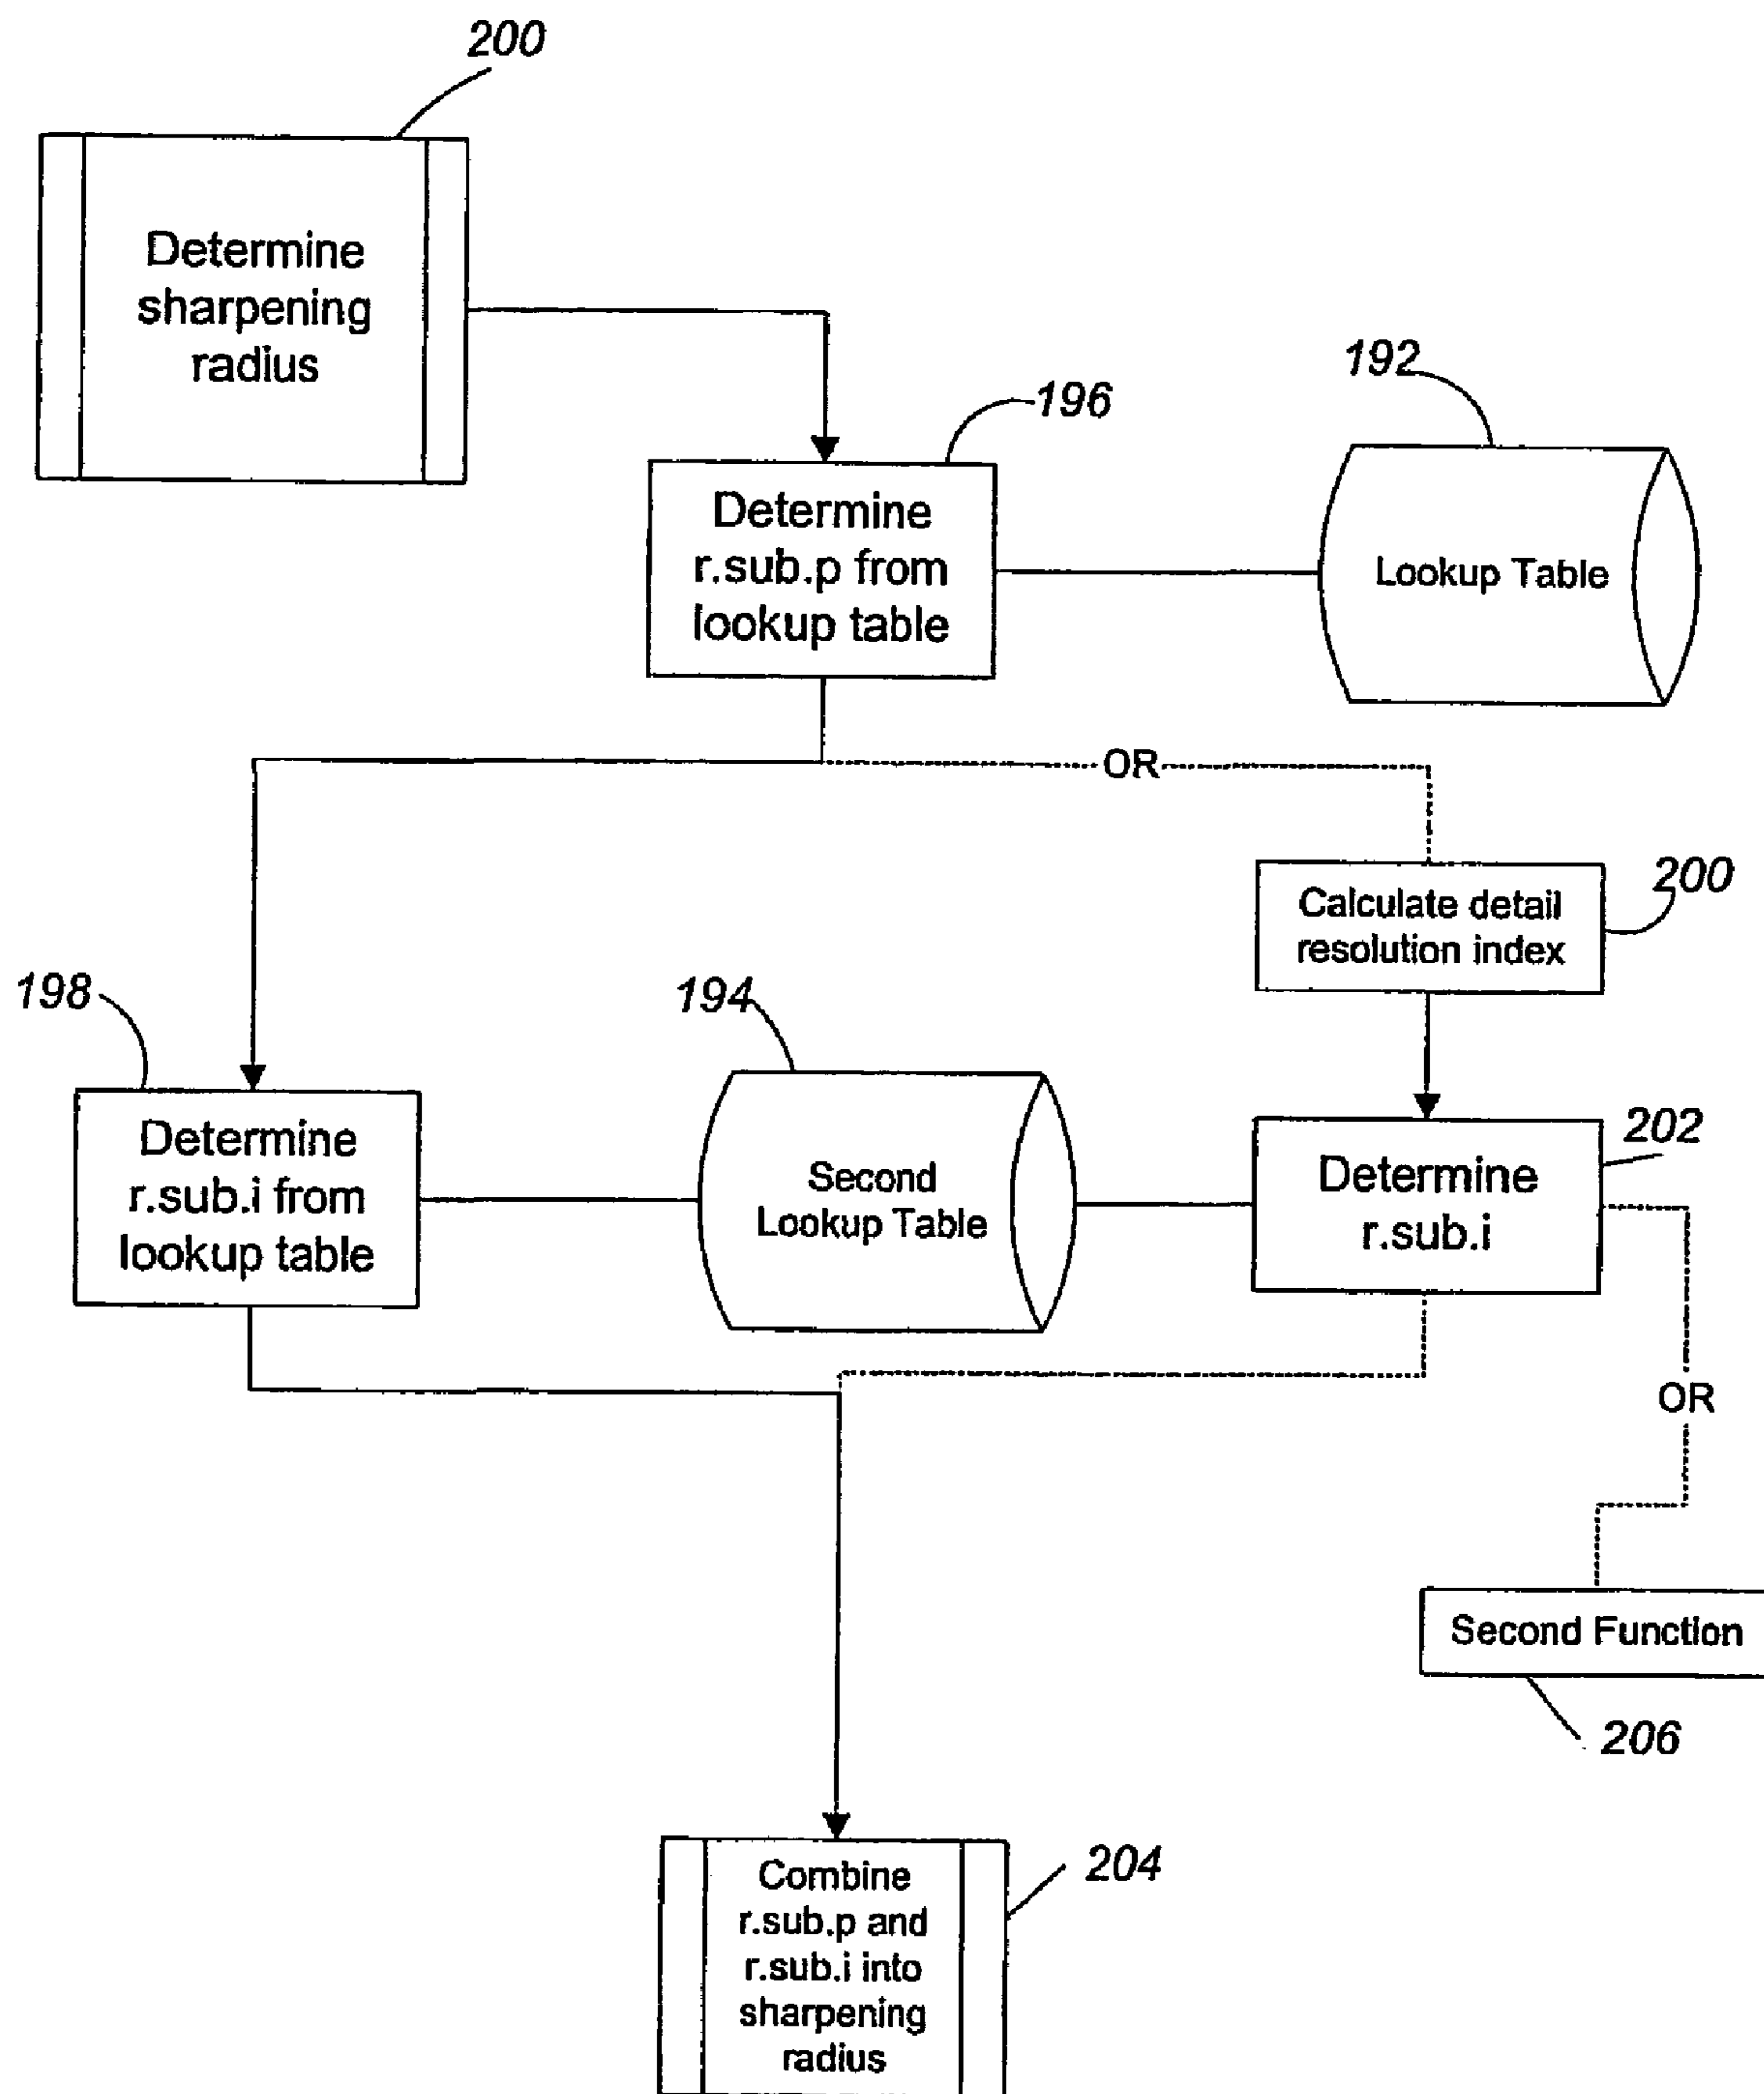 200
Determine
sharpening
radius
196
192
Determine
r.sub.p from
lookup table
Lookup Table
OR
Calculate detail
resolution index
200
198
194
202
Determine
r.sub.i from
lookup table
Second
Lookup Table
Determine
r.sub.i
OR
Second Function
206
204
Combine
r.sub.p and
r.sub.i into
sharpening
radius